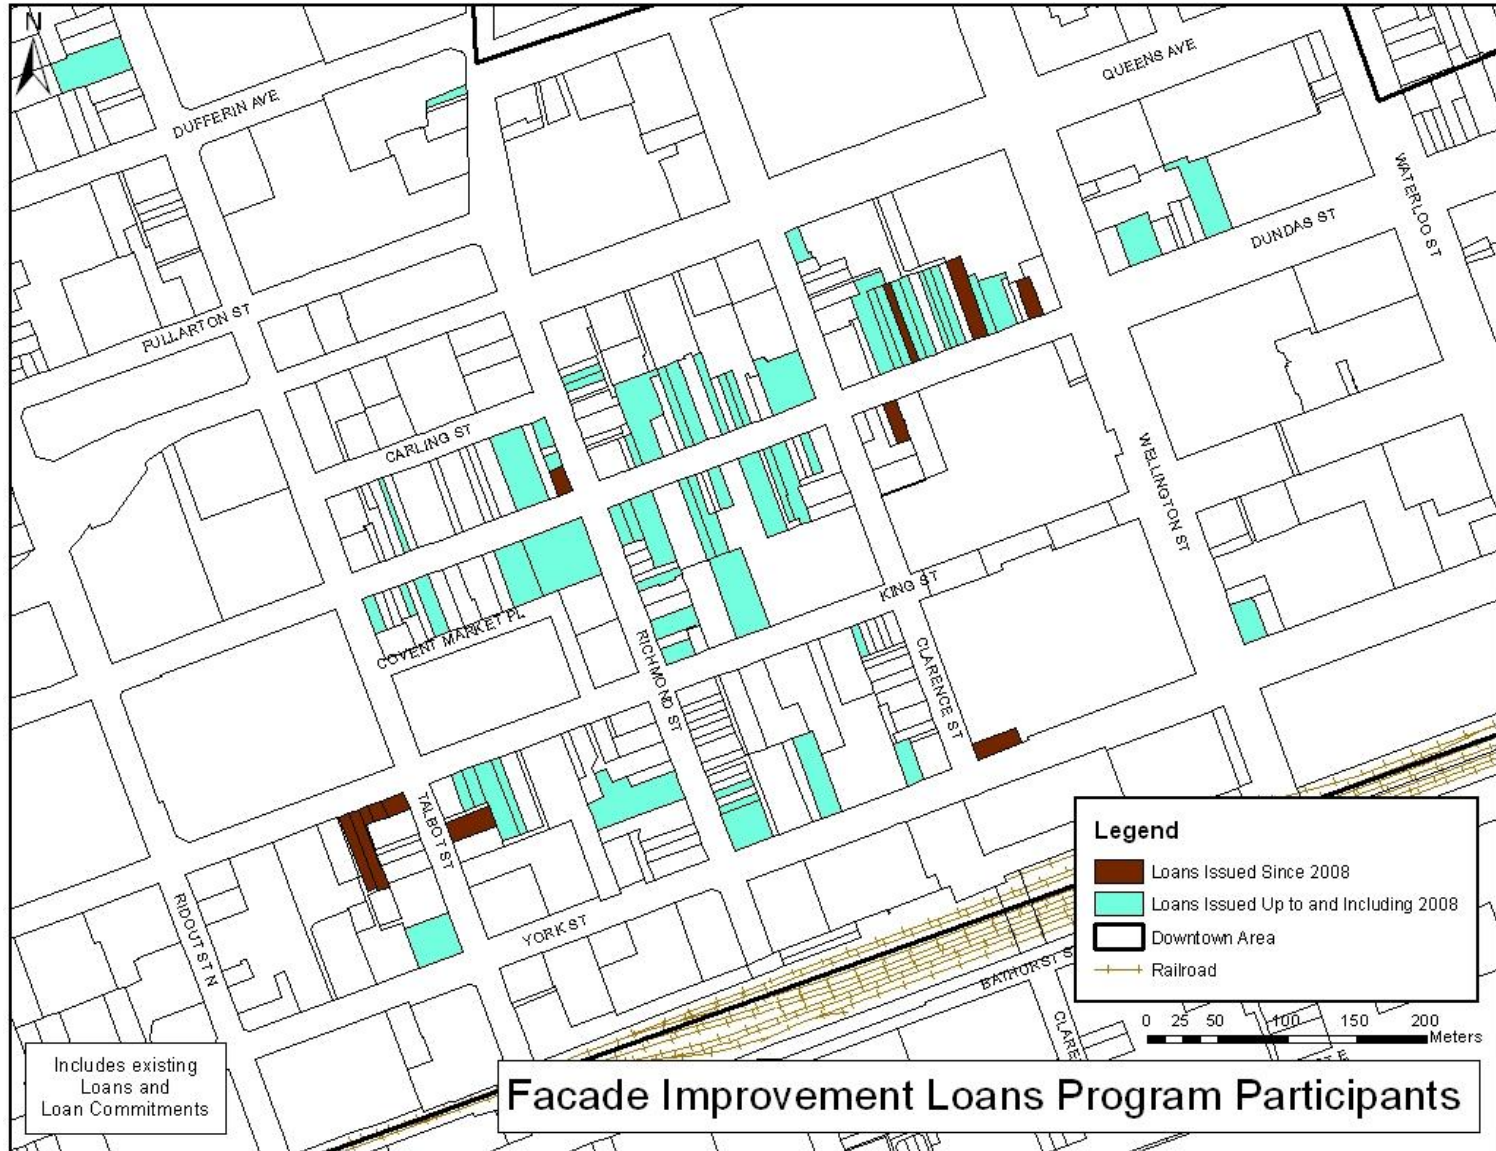 N
QUEENS AVE
DUFFERIN AVE
WATERLOO ST
DUNDAS ST
FULLARTON ST
CARLING ST
WELLINGTON ST
KING ST
COVENT MARKET PL
RICHMOND ST
CLARENCE ST
TALBOT ST
RIDOUT ST N
YORK ST
BATHURST S
CLARE
Legend
Loans Issued Since 2008
Loans Issued Up to and Including 2008
Downtown Area
Railroad
0 25 50 100 150 200
Meters
Includes existing
Loans and
Loan Commitments
Facade Improvement Loans Program Participants